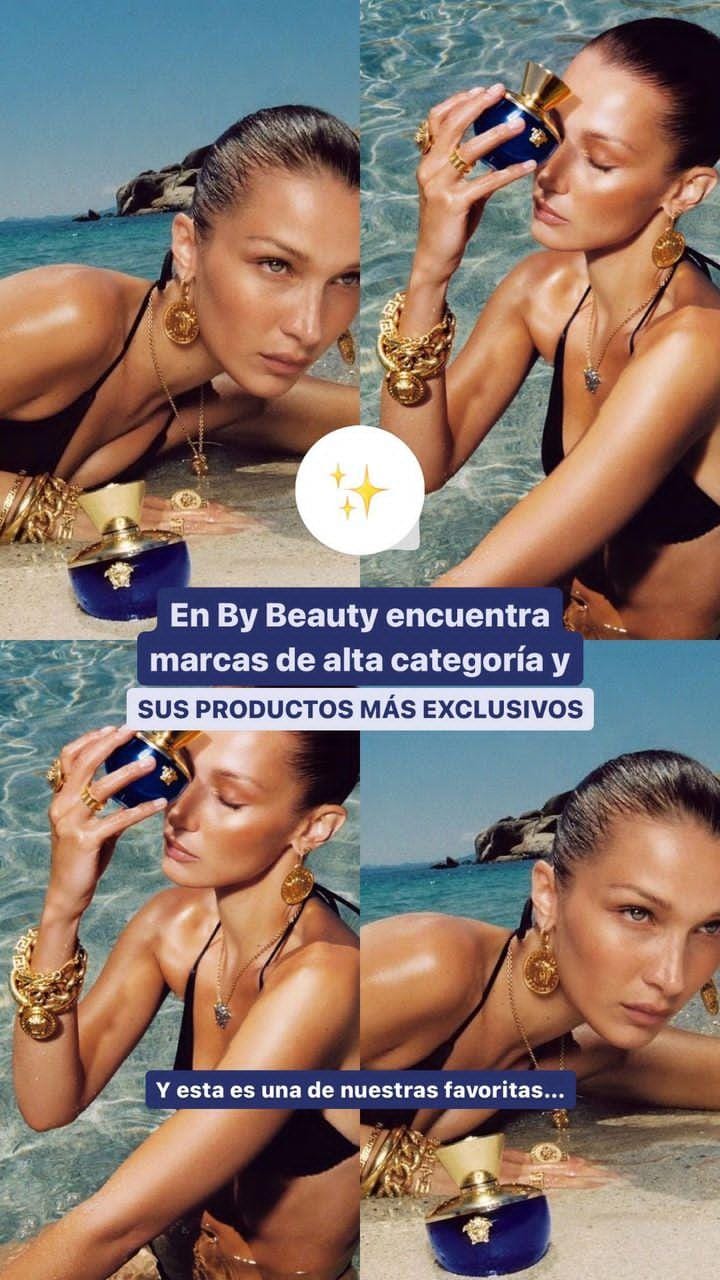 En By Beauty encuentra
marcas de alta categoría y
SUS PRODUCTOS MÁS EXCLUSIVOS
Y esta es una de nuestras favoritas...